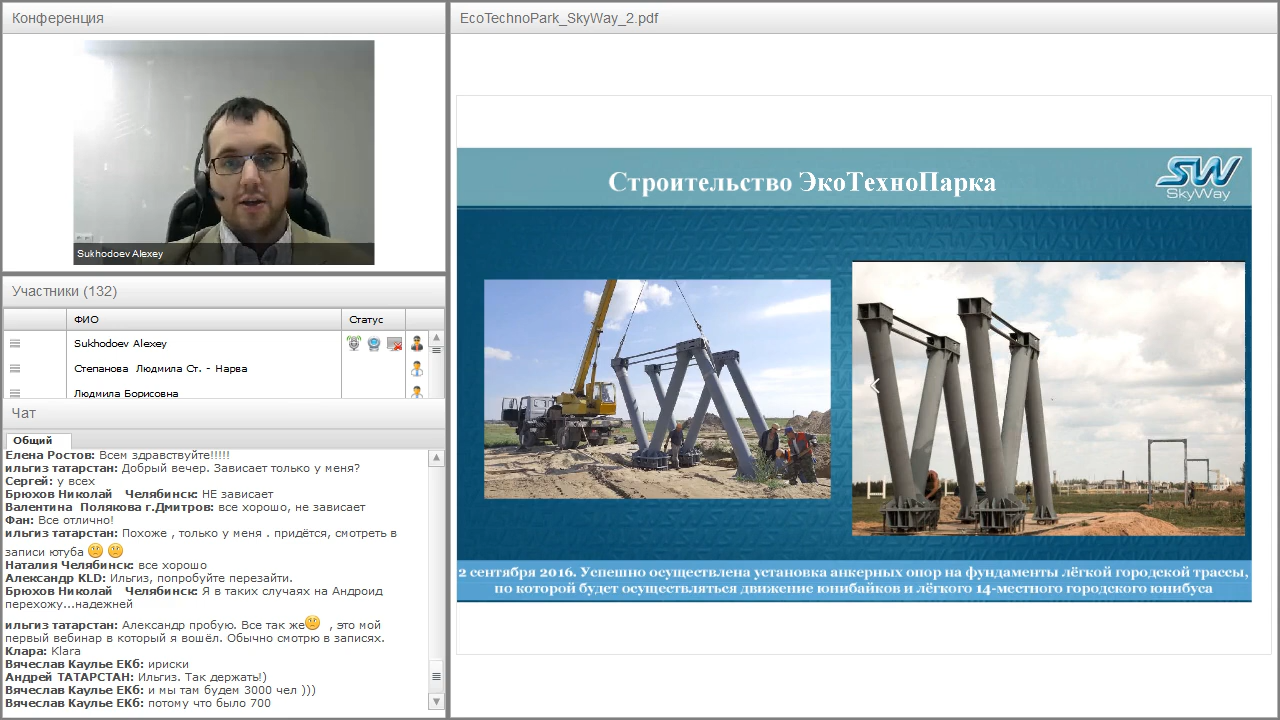 Конференция
Sukhodoev Alexey
Участники (132)
ФИО
Статус
Sukhodoev Alexey
Степанова Людмила Ст. - Нарва
Людмила Борисовна
Чат
Общий
Елена Ростов: Всем здравствуйте!!!!!
ильгиз татарстан: Добрый вечер. Зависает только у меня?
Сергей: у всех
Брюхов Николай Челябинск: НЕ зависает
Валентина Полякова г.Дмитров: все хорошо, не зависает
Фан: Все отлично!
ильгиз татарстан: Похоже , только у меня . придётся, смотреть в
записи ютуба
Наталия Челябинск: все хорошо
Александр KLD: Ильгиз, попробуйте перезайти.
Брюхов Николай Челябинск: Я в таких случаях на Андроид
перехожу...надежней
ильгиз татарстан: Александр пробую. Все так же , это мой
первый вебинар в который я вошёл. Обычно смотрю в записях.
Клара: Klara
Вячеслав Каулье ЕКб: ириски
Андрей ТАТАРСТАН: Ильгиз. Так держать!)
Вячеслав Каулье ЕКб: и мы там будем 3000 чел )))
Вячеслав Каулье ЕКб: потому что было 700
EcoTechnoPark_SkyWay_2.pdf
Строительство ЭкоТехноПарка
SW
SkyWay
2 сентября 2016. Успешно осуществлена установка анкерных опор на фундаменты лёгкой городской трассы,
по которой будет осуществляться движение юнибайков и лёгкого 14-местного городского юнибуса